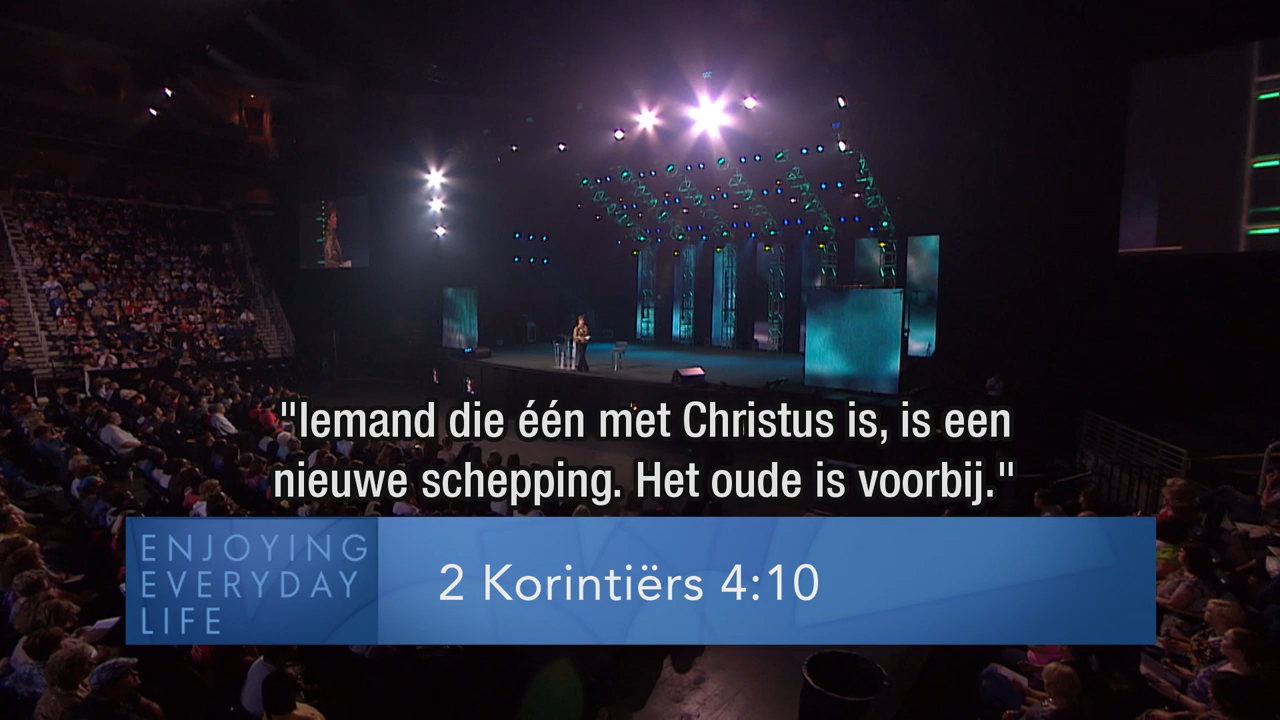 "Iemand die één met Christus is, is een
nieuwe schepping. Het oude is voorbij."
ENJOYING
EVERYDAY
LIFE
2 Korintiërs 4:10